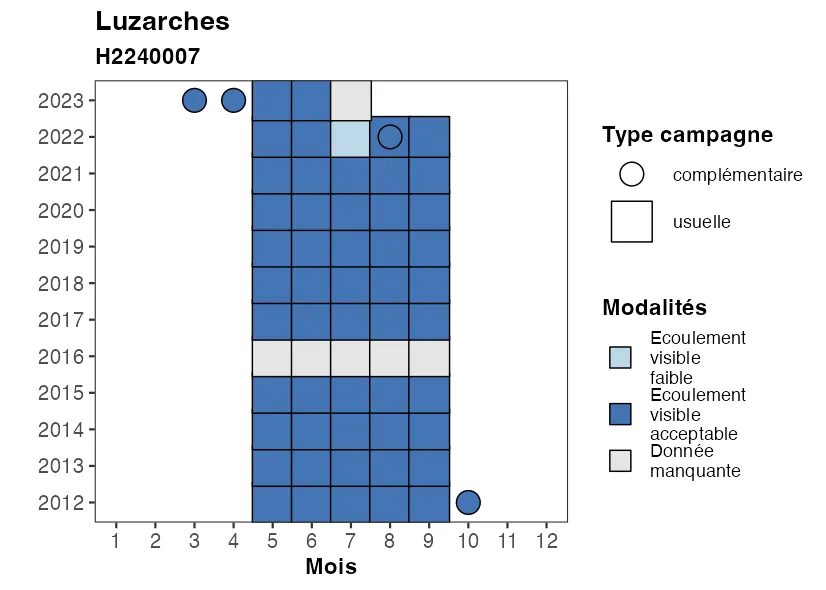 Luzarches
H2240007
2023
2022
2021
2020
2019
2018
2017
2016
2015
2014
2013
2012
1 2 3 4 5 6 7 8 9 10 11 12
Mois
Type campagne
complémentaire
usuelle
Modalités
Ecoulement
visible
faible
Ecoulement
visible
acceptable
Donnée
manquante